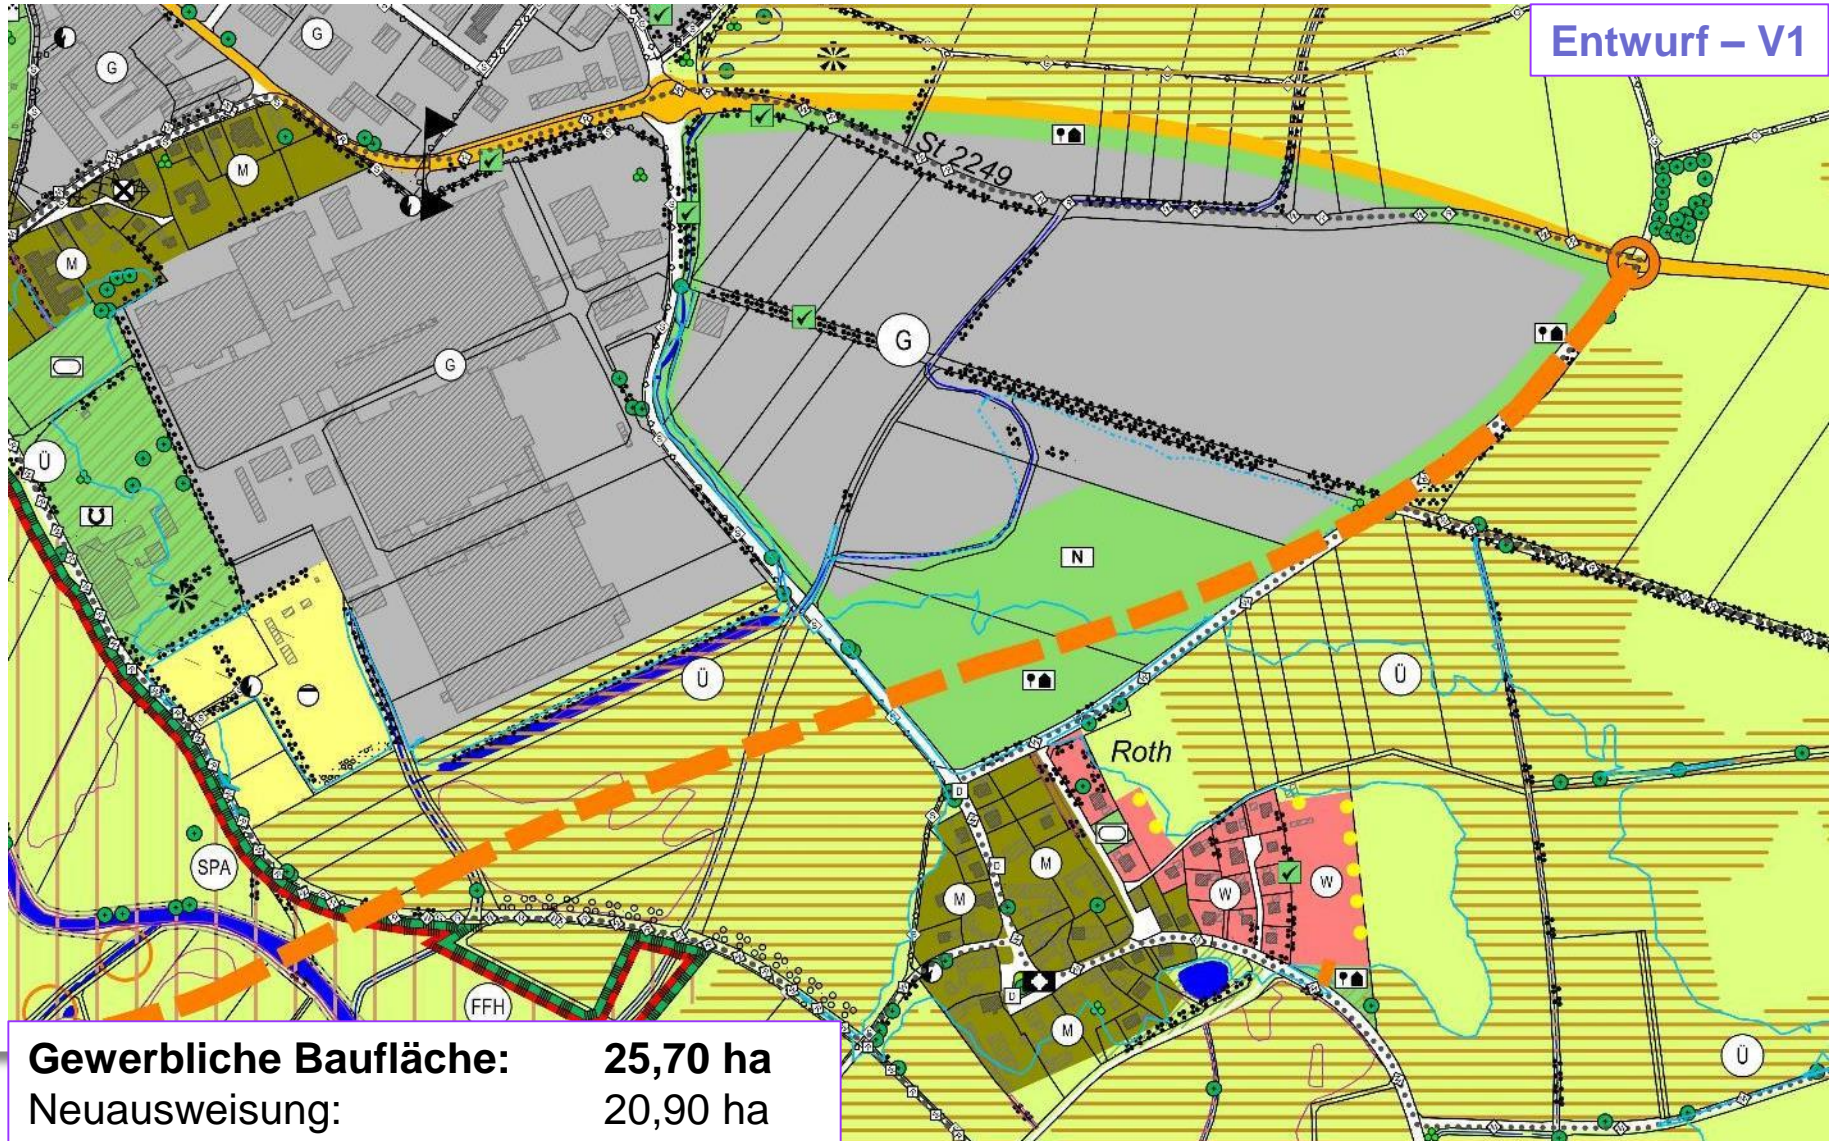 Entwurf – V1
G
G
M
St 2249
M
G
G
Ü
N
Ü
Ü
Roth
SPA
M
M
W
W
D
D
D
FFH
M
Ü
Gewerbliche Baufläche: 25,70 ha
Neuausweisung: 20,90 ha